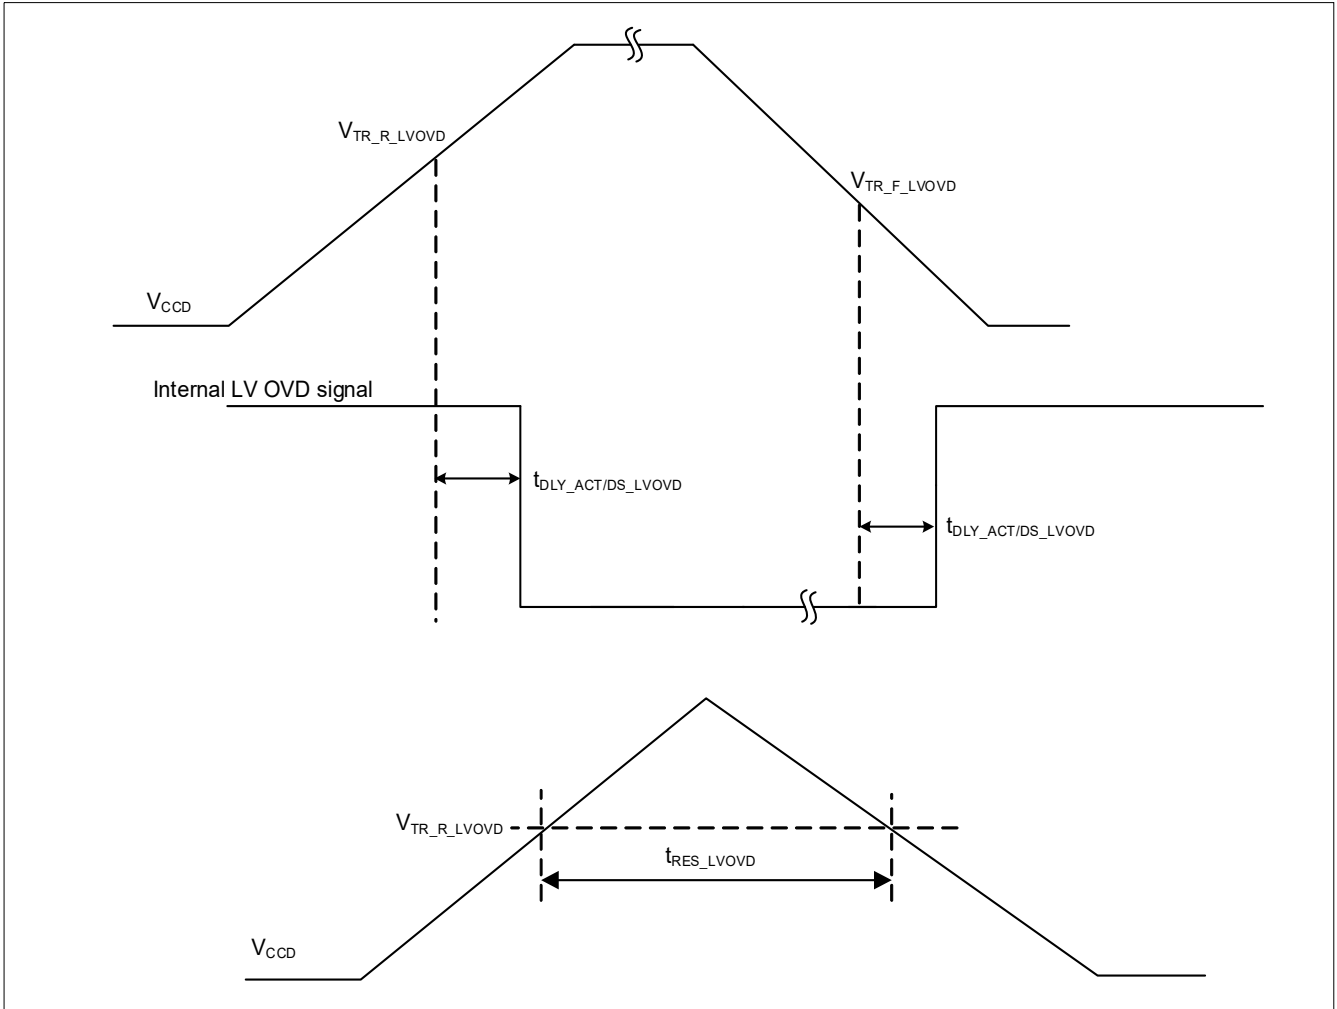 VTR_R_LVOVD
VTR_F_LVOVD
VCCD
Internal LV OVD signal
tDLY_ACT/DS_LVOVD
tDLY_ACT/DS_LVOVD
VTR_R_LVOVD
tRES_LVOVD
VCCD